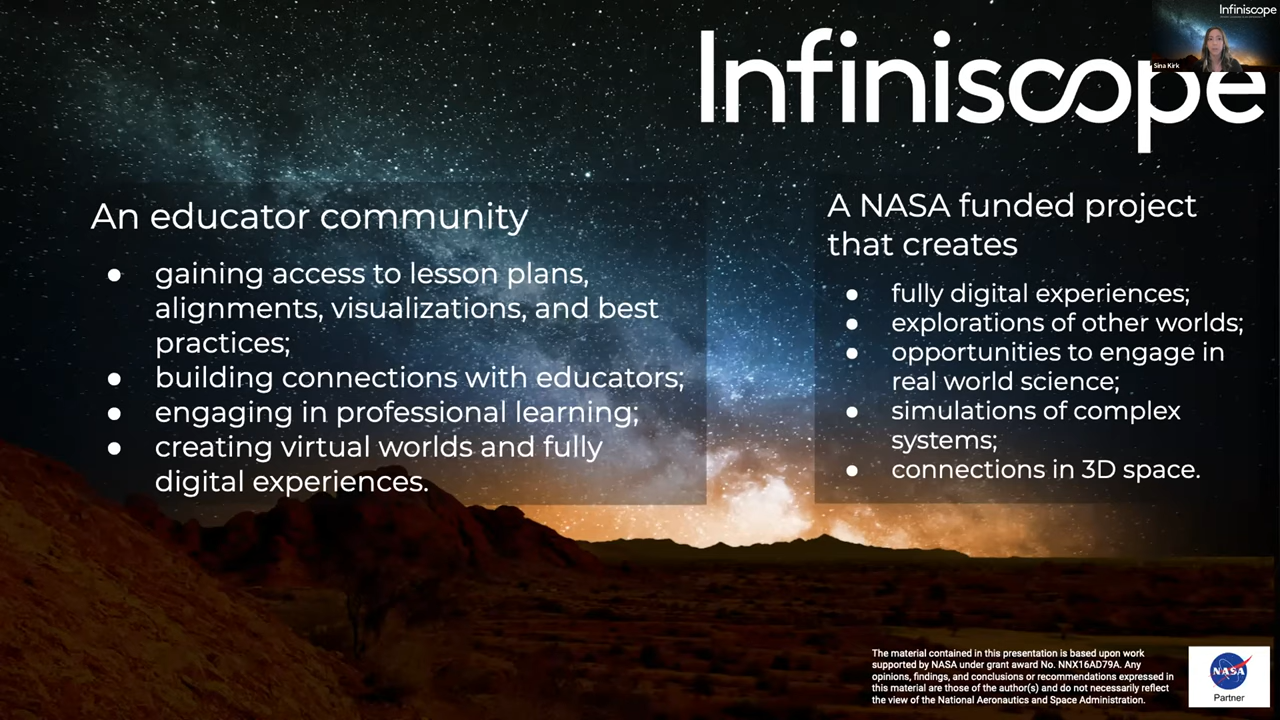 Infiniscope
Sina Kirk
Infiniscope
An educator community
● gaining access to lesson plans,
alignments, visualizations, and best
practices;
● building connections with educators;
● engaging in professional learning;
● creating virtual worlds and fully
digital experiences.
A NASA funded project
that creates
● fully digital experiences;
● explorations of other worlds;
● opportunities to engage in
real world science;
● simulations of complex
systems;
● connections in 3D space.
The material contained in this presentation is based upon work
supported by NASA under grant award No. NNX16AD79A. Any
opinions, findings, and conclusions or recommendations expressed in
this material are those of the author(s) and do not necessarily reflect
the view of the National Aeronautics and Space Administration.
NASA
Partner